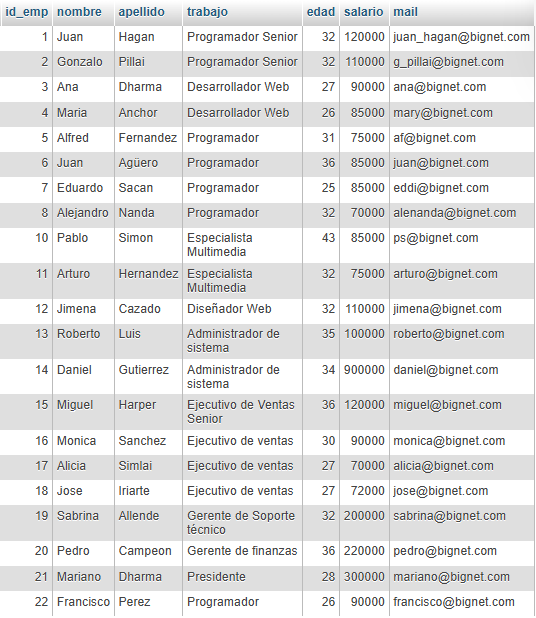 id_emp nombre apellido trabajo edad salario mail
1 Juan Hagan Programador Senior 32 120000 juan_hagan@bignet.com
2 Gonzalo Pillai Programador Senior 32 110000 g_pillai@bignet.com
3 Ana Dharma Desarrollador Web 27 90000 ana@bignet.com
4 Maria Anchor Desarrollador Web 26 85000 mary@bignet.com
5 Alfred Fernandez Programador 31 75000 af@bignet.com
6 Juan Agüero Programador 36 85000 juan@bignet.com
7 Eduardo Sacan Programador 25 85000 eddi@bignet.com
8 Alejandro Nanda Programador 32 70000 alenanda@bignet.com
10 Pablo Simon Especialista 43 85000 ps@bignet.com
Multimedia
11 Arturo Hernandez Especialista 32 75000 arturo@bignet.com
Multimedia
12 Jimena Cazado Diseñador Web 32 110000 jimena@bignet.com
13 Roberto Luis Administrador de 35 100000 roberto@bignet.com
sistema
14 Daniel Gutierrez Administrador de 34 900000 daniel@bignet.com
sistema
15 Miguel Harper Ejecutivo de Ventas 36 120000 miguel@bignet.com
Senior
16 Monica Sanchez Ejecutivo de ventas 30 90000 monica@bignet.com
17 Alicia Simlai Ejecutivo de ventas 27 70000 alicia@bignet.com
18 Jose Iriarte Ejecutivo de ventas 27 72000 jose@bignet.com
19 Sabrina Allende Gerente de Soporte 32 200000 sabrina@bignet.com
técnico
20 Pedro Campeon Gerente de finanzas 36 220000 pedro@bignet.com
21 Mariano Dharma Presidente 28 300000 mariano@bignet.com
22 Francisco Perez Programador 26 90000 francisco@bignet.com